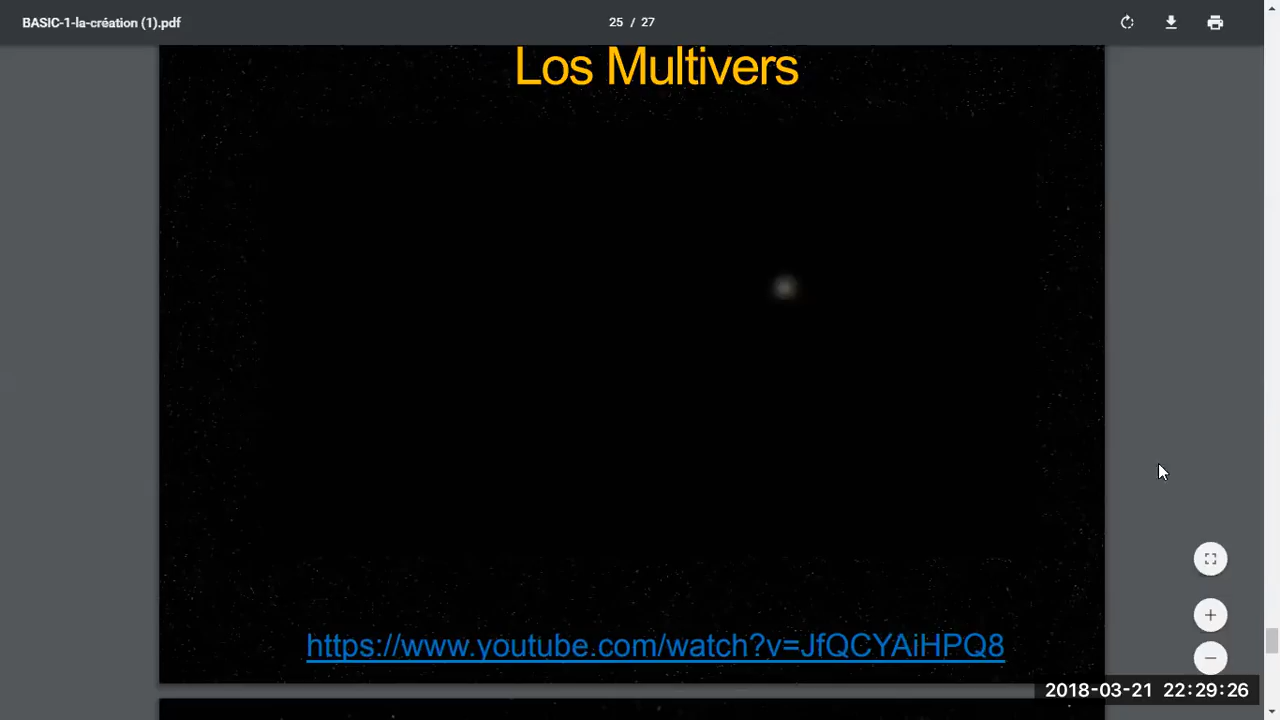 BASIC-1-la-création (1).pdf
25 / 27
Los Multivers
https://www.youtube.com/watch?v=JfQCYAiHPQ8
2018-03-21 22:29:26